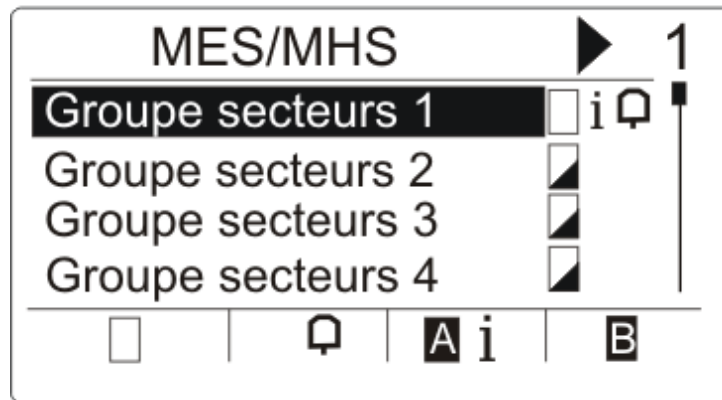 MES/MHS 1
Groupe secteurs 1 i
Groupe secteurs 2
Groupe secteurs 3
Groupe secteurs 4
A i B